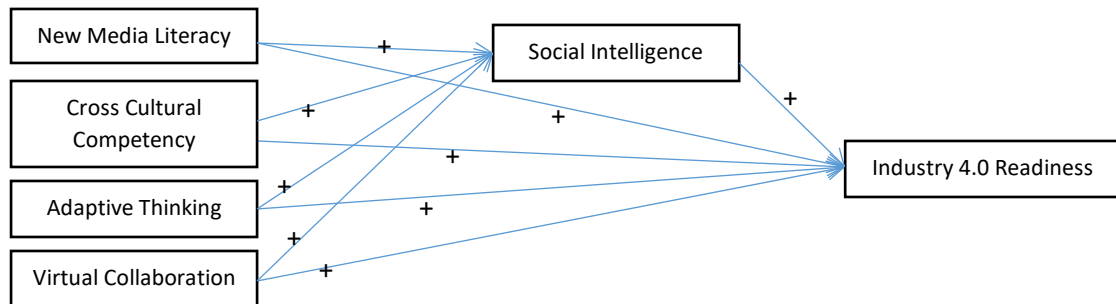 New Media Literacy
+
Social Intelligence
Cross Cultural
Competency
+
+
+
+
Industry 4.0 Readiness
Adaptive Thinking
+
+
Virtual Collaboration
+
+